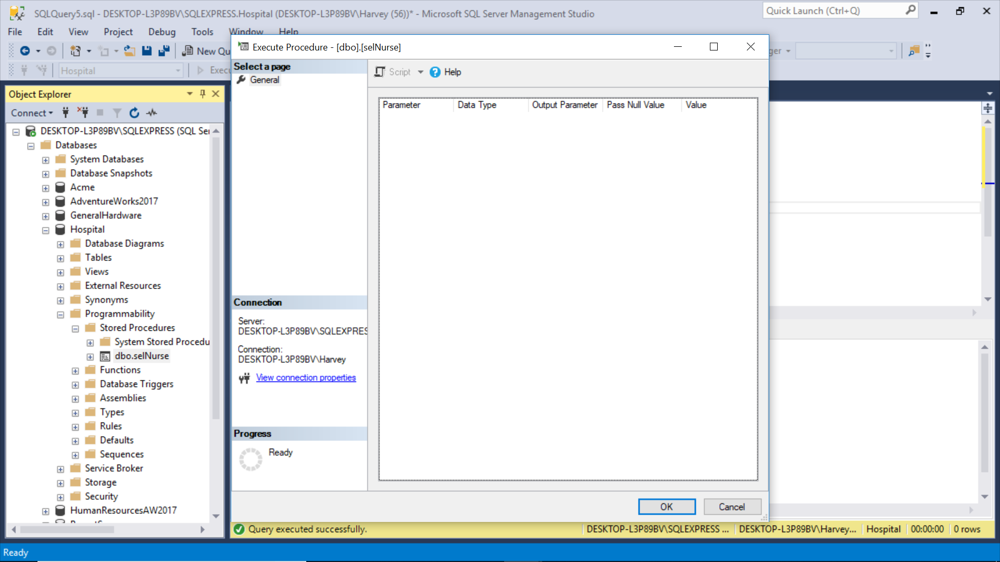 SQLQuery5.sql - DESKTOP-L3P89BV\SQLEXPRESS.Hospital (DESKTOP-L3P89BV\Harvey (56))* - Microsoft SQL Server Management Studio
Quick Launch (Ctrl+Q)
File Edit View Project Debug Tools Window Help
New Qu
ger
Hospital
Execu
Execute Procedure - [dbo].[selNurse]
Select a page
General
Script
Help
Parameter Data Type Output Parameter Pass Null Value Value
Connection
Server:
DESKTOP-L3P89BV\SQLEXPRES
Connection:
DESKTOP-L3P89BV\Harvey
View connection properties
Progress
Ready
OK Cancel
Object Explorer
Connect
DESKTOP-L3P89BV\SQLEXPRESS (SQL Ser
Databases
System Databases
Database Snapshots
Acme
AdventureWorks2017
GeneralHardware
Hospital
Database Diagrams
Tables
Views
External Resources
Synonyms
Programmability
Stored Procedures
System Stored Procedu
dbo.selNurse
Functions
Database Triggers
Assemblies
Types
Rules
Defaults
Sequences
Service Broker
Storage
Security
HumanResourcesAW2017
Query executed successfully.
DESKTOP-L3P89BV\SQLEXPRESS ... DESKTOP-L3P89BV\Harvey... Hospital 00:00:00 0 rows
Ready